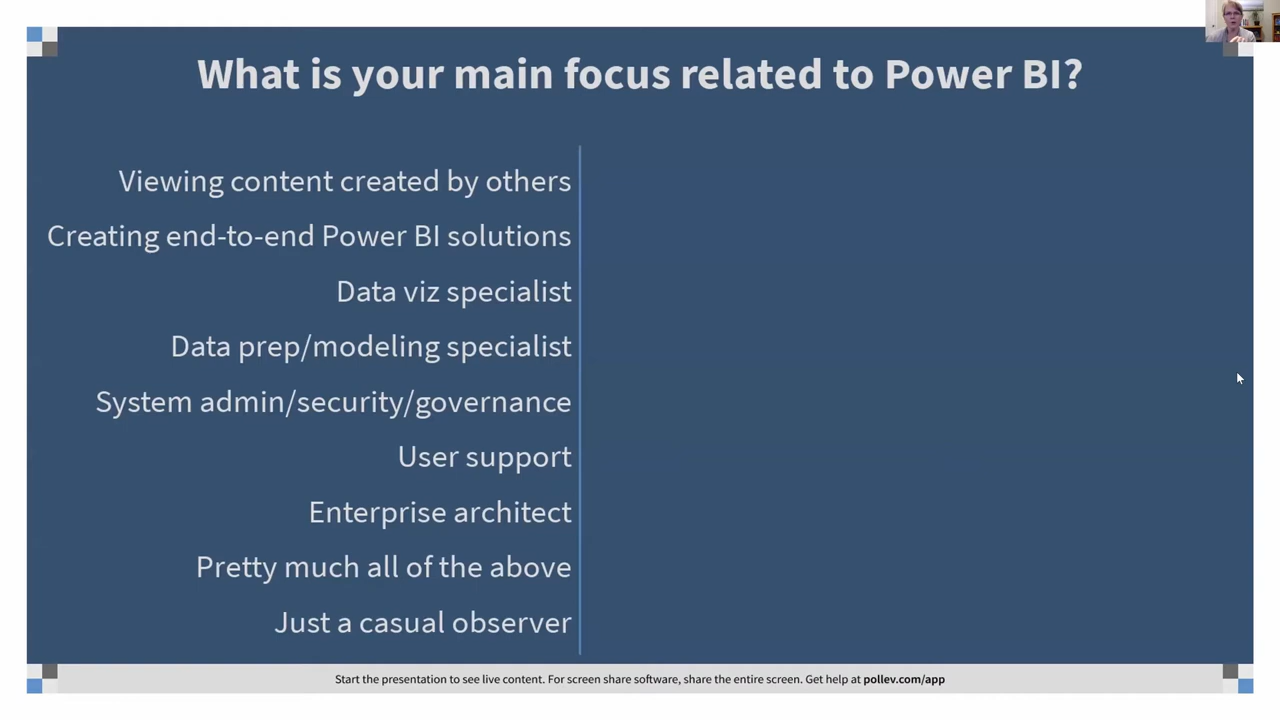 What is your main focus related to Power BI?
Viewing content created by others
Creating end-to-end Power BI solutions
Data viz specialist
Data prep/modeling specialist
System admin/security/governance
User support
Enterprise architect
Pretty much all of the above
Just a casual observer
Start the presentation to see live content. For screen share software, share the entire screen. Get help at pollev.com/app